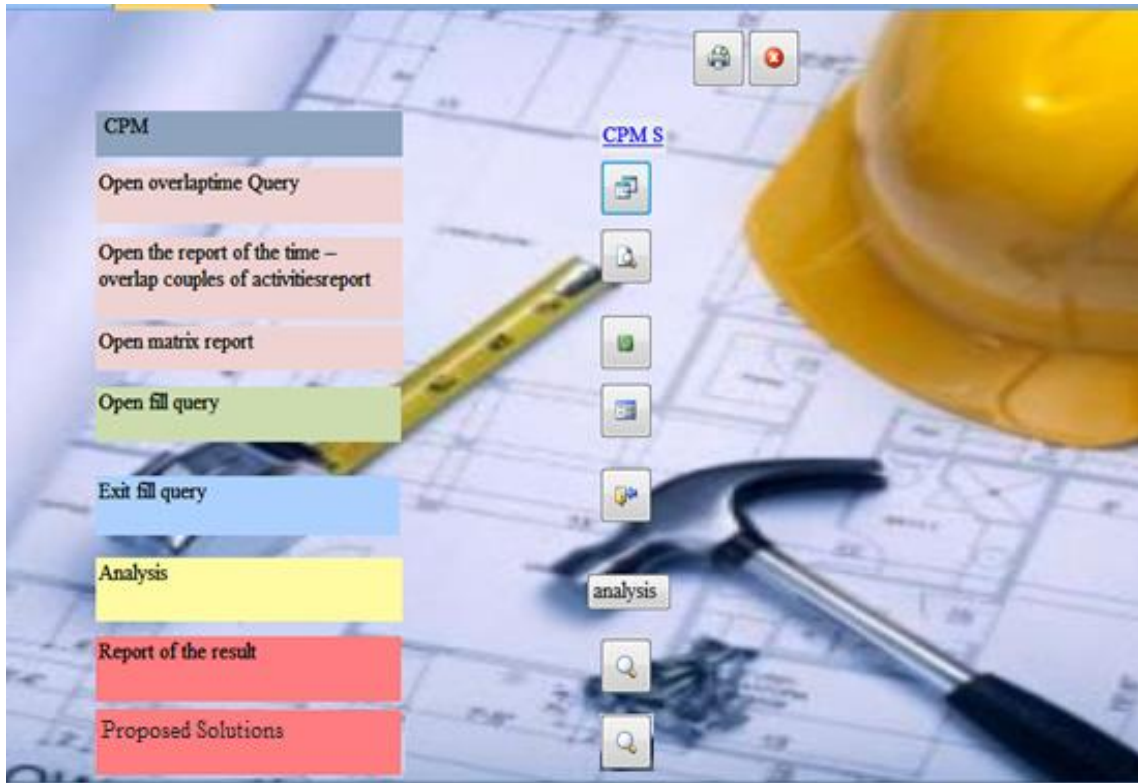 CPM
CPM S
Open overlaptime Query
Open the report of the time –
overlap couples of activitiesreport
Open matrix report
Open fill query
Exit fill query
Analysis
analysis
Report of the result
Proposed Solutions